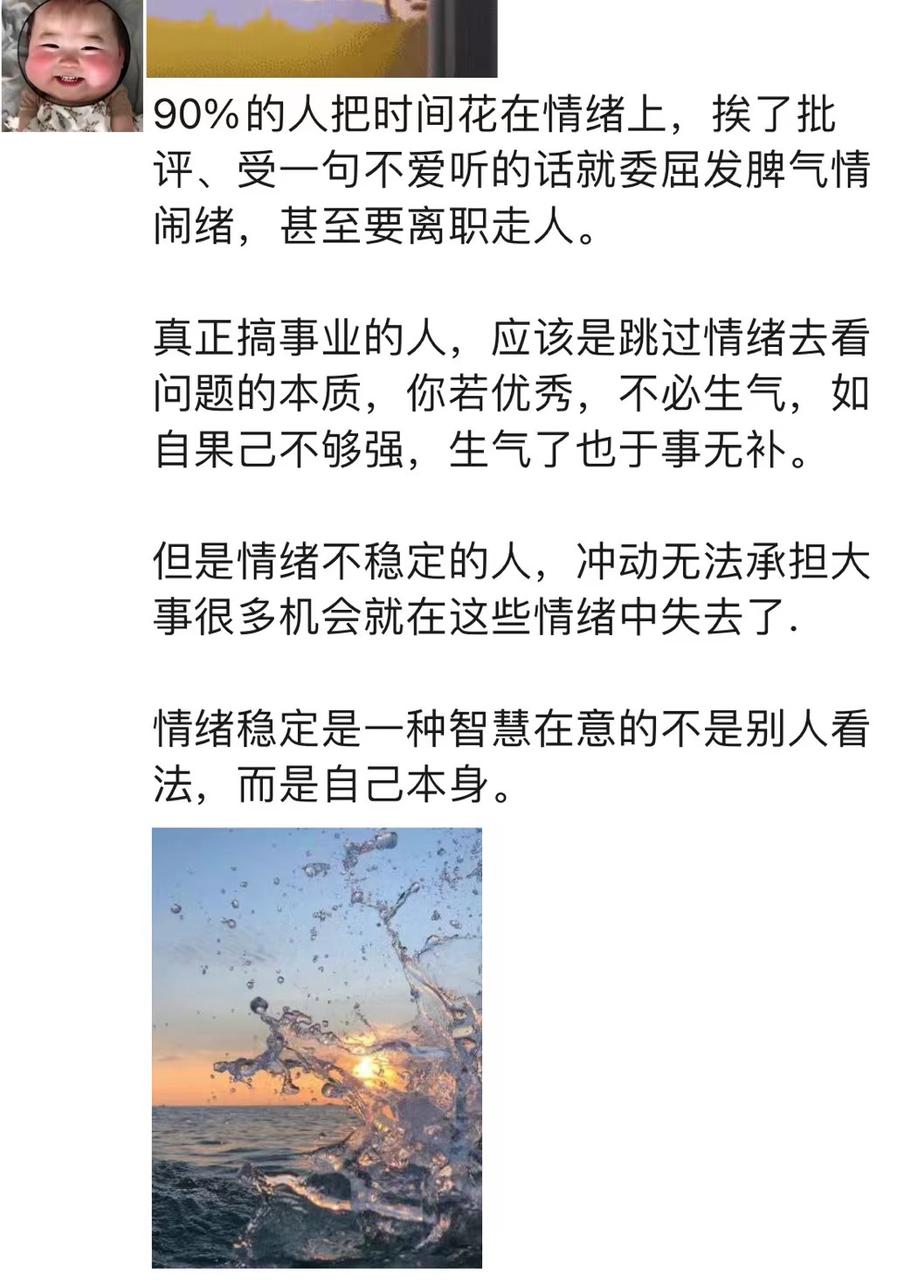 90%的人把时间花在情绪上，挨了批
评、受一句不爱听的话就委屈发脾气情
闹绪，甚至要离职走人。
真正搞事业的人，应该是跳过情绪去看
问题的本质，你若优秀，不必生气，如
自果己不够强，生气了也于事无补。
但是情绪不稳定的人，冲动无法承担大
事很多机会就在这些情绪中失去了.
情绪稳定是一种智慧在意的不是别人看
法，而是自己本身。